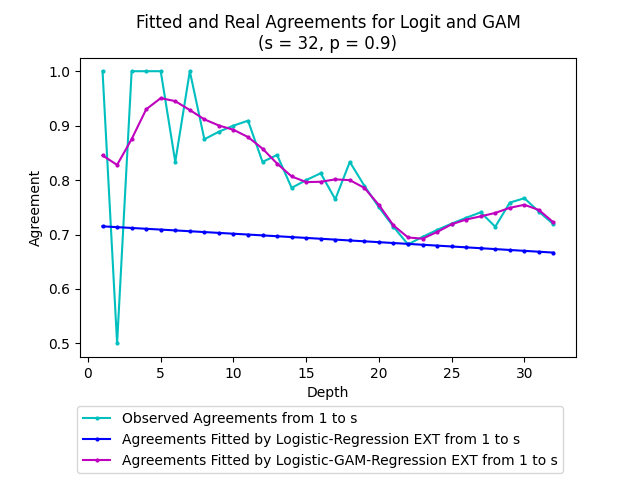 Fitted and Real Agreements for Logit and GAM
(s = 32, p = 0.9)
1.0
0.9
0.8
0.7
0.6
0.5
Agreement
0 5 10 15 20 25 30
Depth
Observed Agreements from 1 to s
Agreements Fitted by Logistic-Regression EXT from 1 to s
Agreements Fitted by Logistic-GAM-Regression EXT from 1 to s